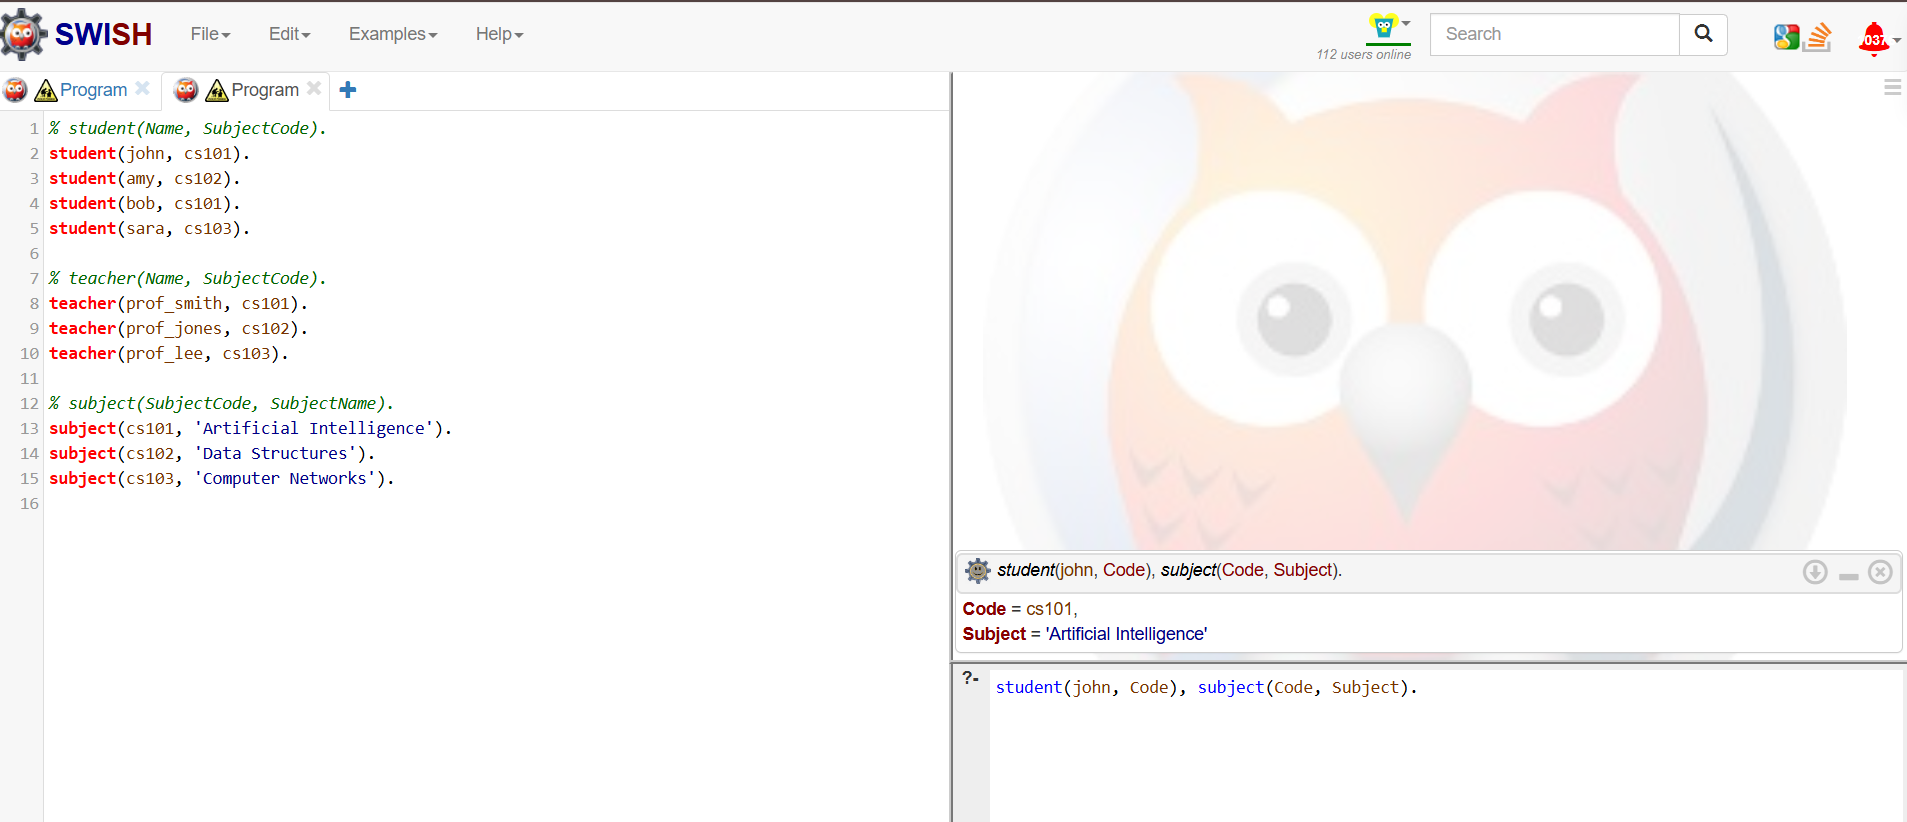 SWISH File Edit Examples Help 112 users online Search
Program Program
1 % student(Name, SubjectCode).
2 student(john, cs101).
3 student(amy, cs102).
4 student(bob, cs101).
5 student(sara, cs103).
6
7 % teacher(Name, SubjectCode).
8 teacher(prof_smith, cs101).
9 teacher(prof_jones, cs102).
10 teacher(prof_lee, cs103).
11
12 % subject(SubjectCode, SubjectName).
13 subject(cs101, 'Artificial Intelligence').
14 subject(cs102, 'Data Structures').
15 subject(cs103, 'Computer Networks').
16
student(john, Code), subject(Code, Subject).
Code = cs101,
Subject = 'Artificial Intelligence'
?- student(john, Code), subject(Code, Subject).